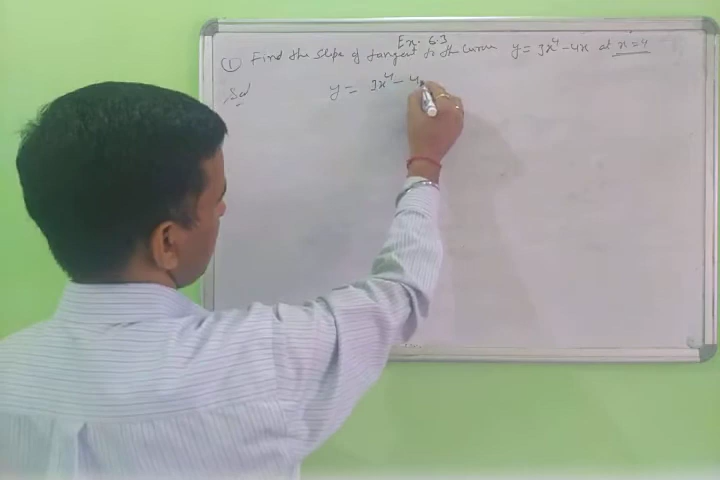 Ex. 6.3
① Find the slope of tangent to the curve y = 3x⁴ - 4x at x = 4
Sol
y = 3x⁴ - 4